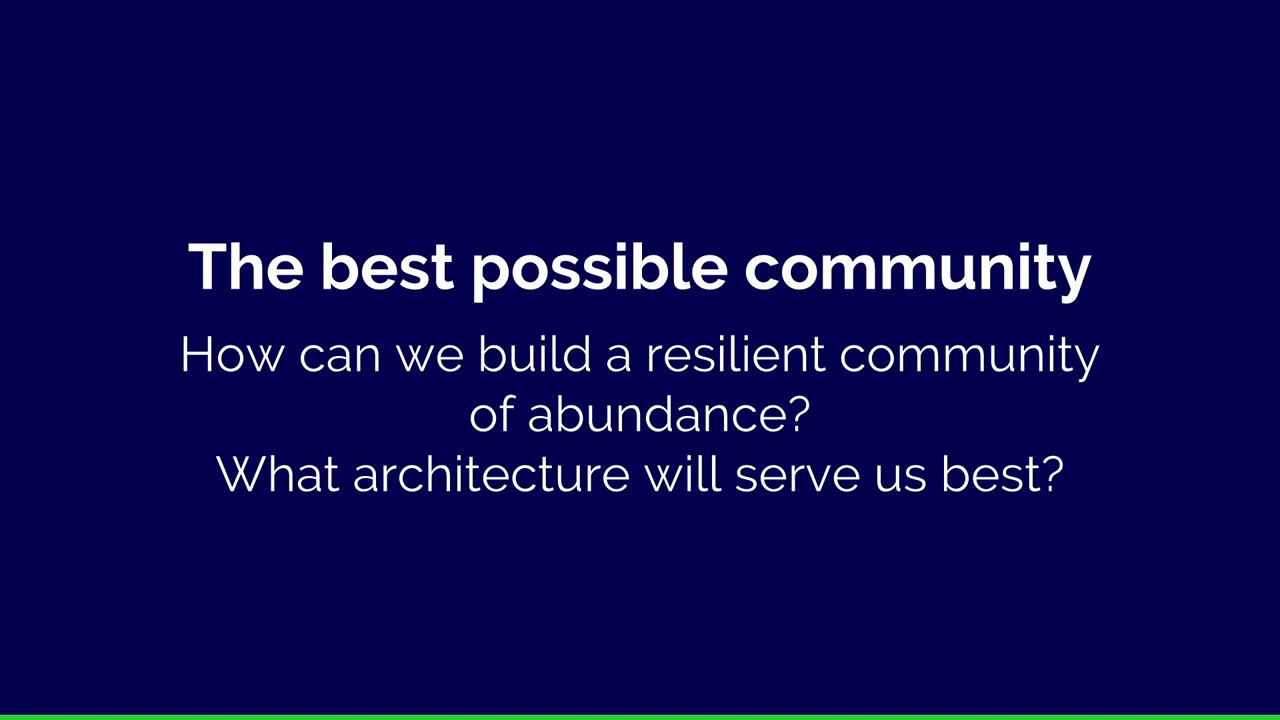 The best possible community
How can we build a resilient community
of abundance?
What architecture will serve us best?